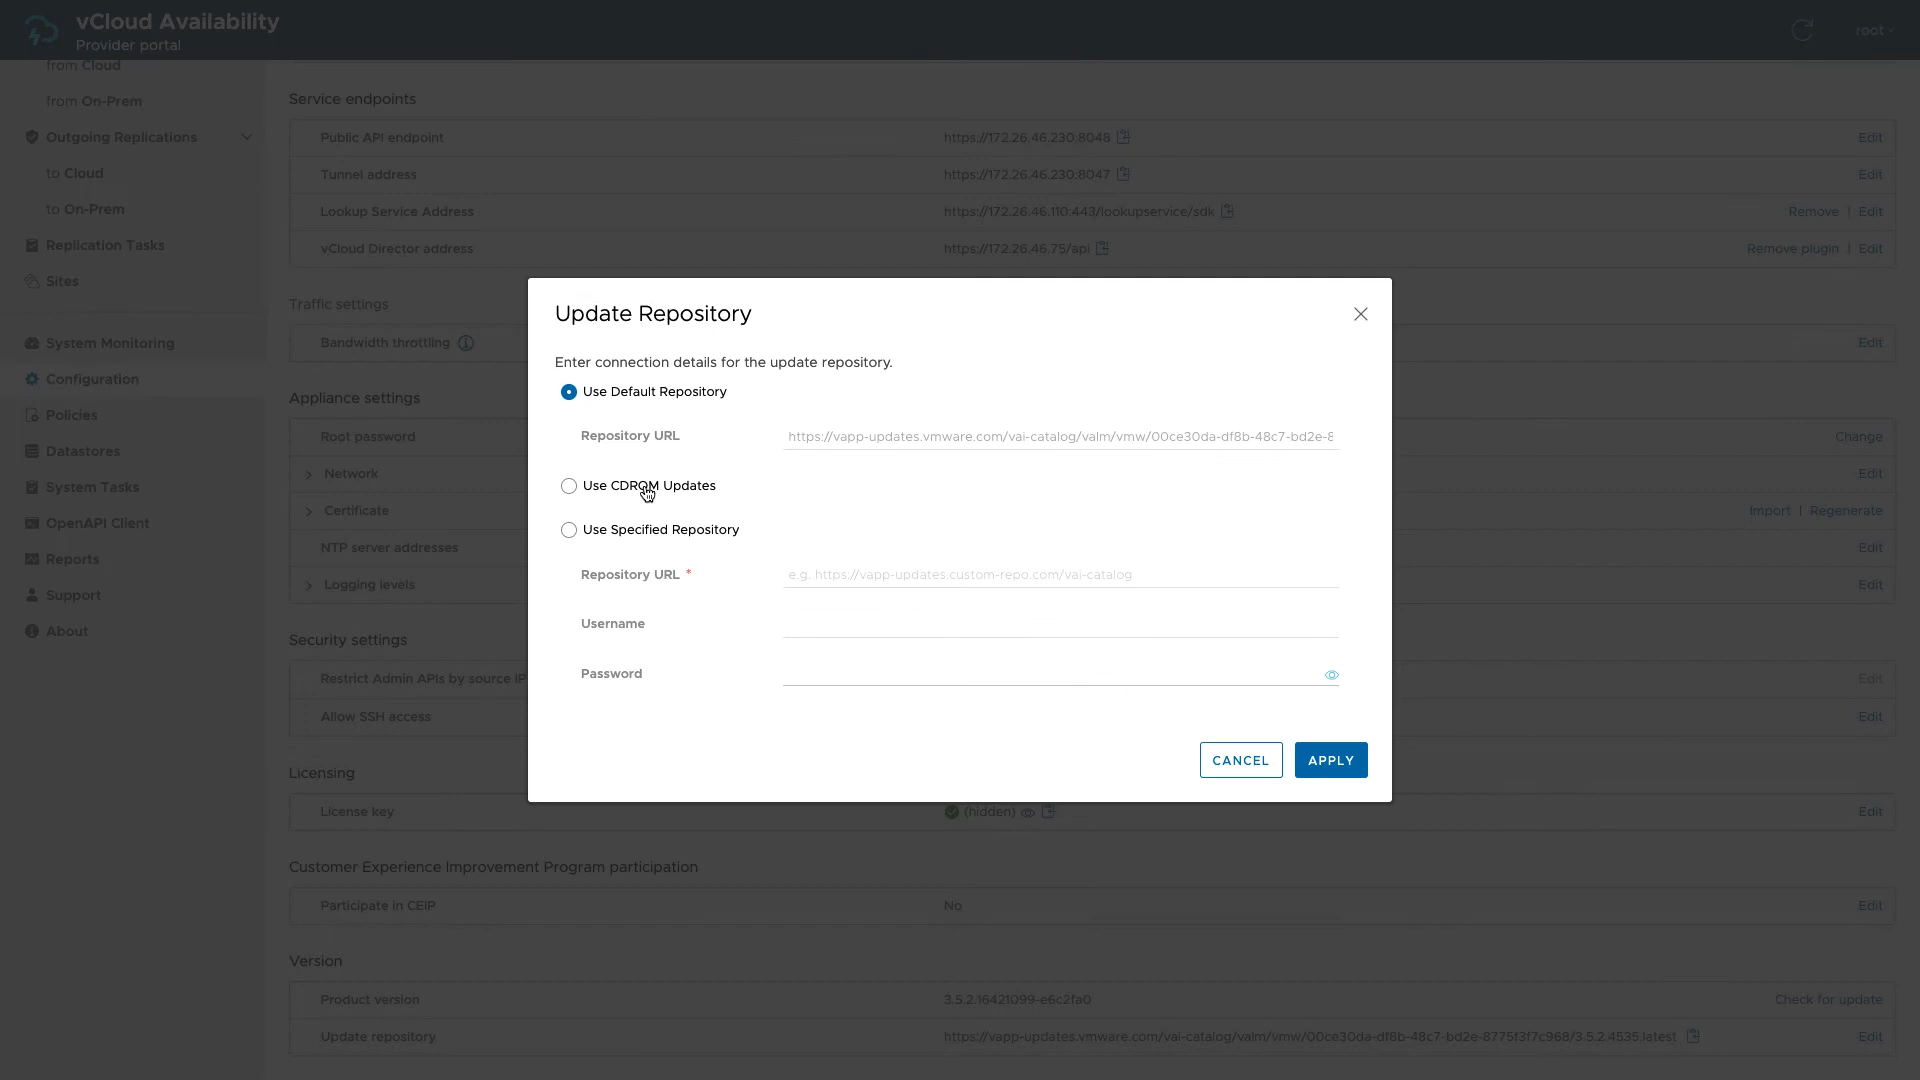 vCloud Availability
Provider portal
root
from Cloud
from On-Prem
Outgoing Replications
to Cloud
to On-Prem
Replication Tasks
Sites
System Monitoring
Configuration
Policies
Datastores
System Tasks
OpenAPI Client
Reports
Support
About
Service endpoints
Public API endpoint https://172.26.46.230:8048 Edit
Tunnel address https://172.26.46.230:8047 Edit
Lookup Service Address https://172.26.46.110:443/lookupservice/sdk Remove | Edit
vCloud Director address https://172.26.46.75/api Remove plugin | Edit
Traffic settings
Bandwidth throttling Edit
Appliance settings
Root password Change
Network Edit
Certificate Import | Regenerate
NTP server addresses Edit
Logging levels Edit
Security settings
Restrict Admin APIs by source IP Edit
Allow SSH access Edit
Licensing
License key (hidden) Edit
Customer Experience Improvement Program participation
Participate in CEIP No Edit
Version
Product version 3.5.2.16421099-e6c2fa0 Check for update
Update repository https://vapp-updates.vmware.com/vai-catalog/valm/vmw/00ce30da-df8b-48c7-bd2e-8775f3f7c968/3.5.2.4535.latest Edit
Update Repository
Enter connection details for the update repository.
Use Default Repository
Repository URL https://vapp-updates.vmware.com/vai-catalog/valm/vmw/00ce30da-df8b-48c7-bd2e-8
Use CDROM Updates
Use Specified Repository
Repository URL * e.g. https://vapp-updates.custom-repo.com/vai-catalog
Username
Password
CANCEL APPLY